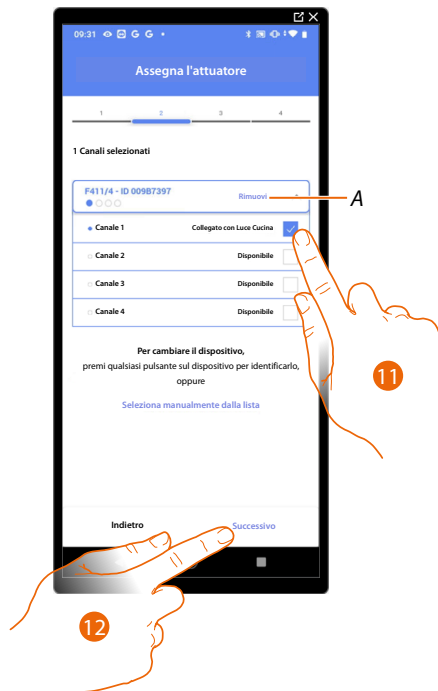 09:31 G G
Assegna l'attuatore
1 2 3 4
1 Canali selezionati
F411/4 - ID 009B7397
Rimuovi
A
Canale 1 Collegato con Luce Cucina
Canale 2 Disponibile
Canale 3 Disponibile
Canale 4 Disponibile
Per cambiare il dispositivo,
premi qualsiasi pulsante sul dispositivo per identificarlo,
oppure
Seleziona manualmente dalla lista
11
Indietro Successivo
12